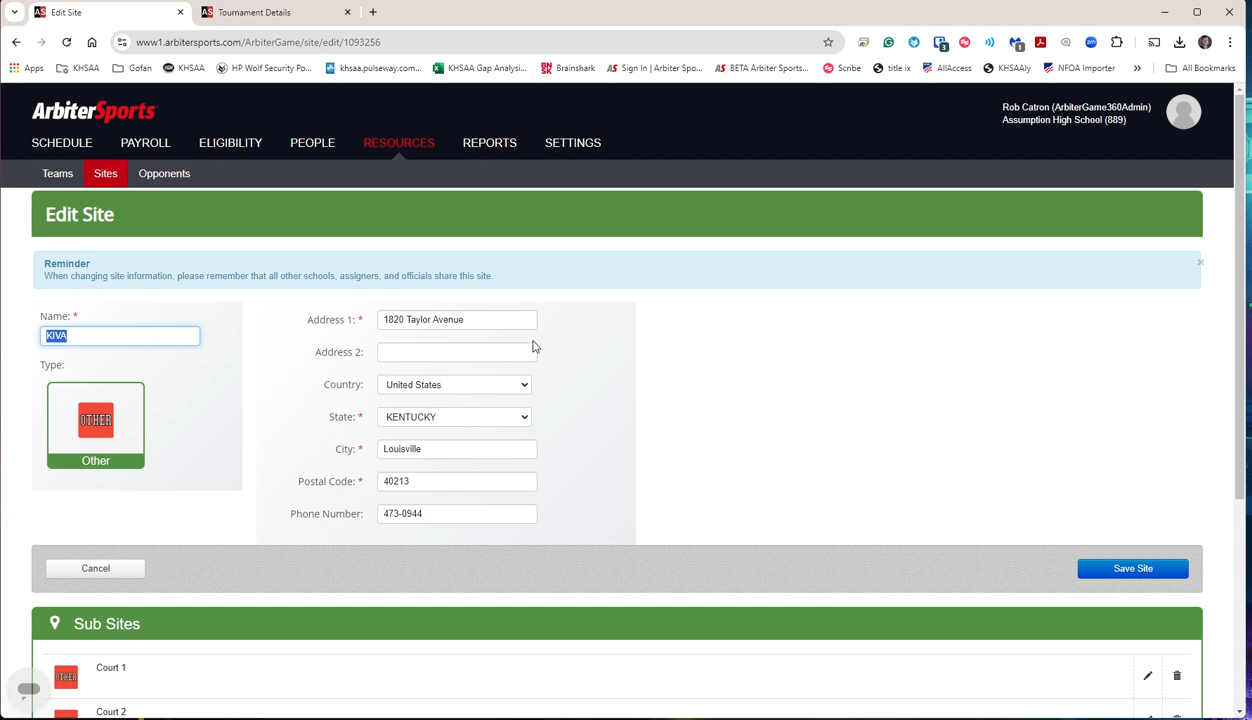 Edit Site
Tournament Details
www1.arbitersports.com/ArbiterGame/site/edit/1093256
Apps
KHSAA
Gofan
KHSAA
HP Wolf Security Po...
khsaa.pulseway.com...
KHSAA Gap Analysi...
Brainshark
Sign In | Arbiter Spo...
BETA Arbiter Sports...
Scribe
title ix
AllAccess
KHSAAly
NFOA Importer
»
All Bookmarks
ArbiterSports
Rob Catron (ArbiterGame360Admin)
Assumption High School (889)
SCHEDULE PAYROLL ELIGIBILITY PEOPLE RESOURCES REPORTS SETTINGS
Teams Sites Opponents
Edit Site
Reminder
When changing site information, please remember that all other schools, assigners, and officials share this site.
×
Name: *
KIVA
Type:
OTHER
Other
Address 1: * 1820 Taylor Avenue
Address 2:
Country: United States
State: * KENTUCKY
City: * Louisville
Postal Code: * 40213
Phone Number: 473-0944
Cancel
Save Site
Sub Sites
OTHER
Court 1
Court 2